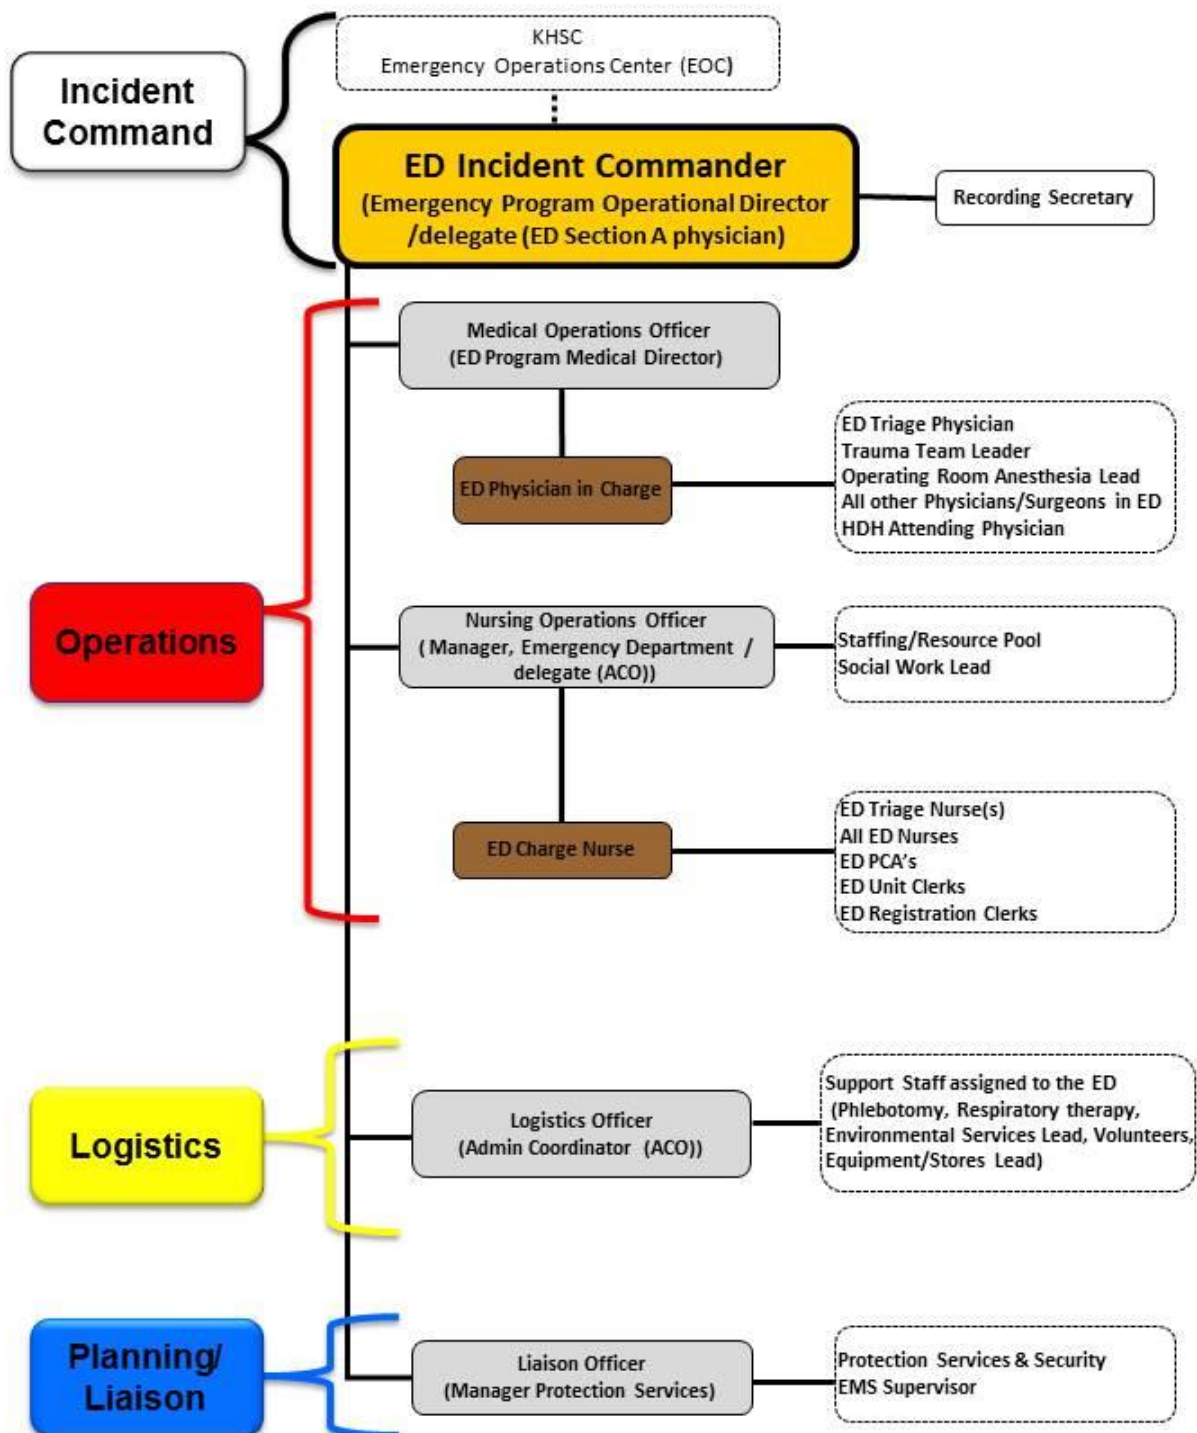 Incident
Command
KHSC
Emergency Operations Center (EOC)
ED Incident Commander
(Emergency Program Operational Director
/delegate (ED Section A physician)
Recording Secretary
Operations
Medical Operations Officer
(ED Program Medical Director)
ED Physician in Charge
ED Triage Physician
Trauma Team Leader
Operating Room Anesthesia Lead
All other Physicians/Surgeons in ED
HDH Attending Physician
Nursing Operations Officer
( Manager, Emergency Department /
delegate (ACO))
Staffing/Resource Pool
Social Work Lead
ED Charge Nurse
ED Triage Nurse(s)
All ED Nurses
ED PCA's
ED Unit Clerks
ED Registration Clerks
Logistics
Logistics Officer
(Admin Coordinator (ACO))
Support Staff assigned to the ED
(Phlebotomy, Respiratory therapy,
Environmental Services Lead, Volunteers,
Equipment/Stores Lead)
Planning/
Liaison
Liaison Officer
(Manager Protection Services)
Protection Services & Security
EMS Supervisor